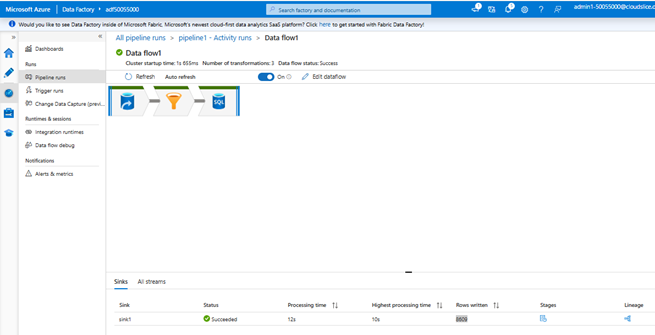 Microsoft Azure | Data Factory ▸ adf50055000 Search factory and documentation admin1-50055000@cloudslice.o
Would you like to see Data Factory inside of Microsoft Fabric, Microsoft's newest cloud-first data analytics SaaS platform? Click here to get started with Fabric Data Factory!
Dashboards
Runs
Pipeline runs
Trigger runs
Change Data Capture (previ...
Runtimes & sessions
Integration runtimes
Data flow debug
Notifications
Alerts & metrics
All pipeline runs > pipeline1 - Activity runs > Data flow1
Data flow1
Cluster startup time: 1s 655ms Number of transformations: 3 Data flow status: Success
Refresh Auto refresh On Edit dataflow
SQL
Sinks All streams
Sink Status Processing time Highest processing time Rows written Stages Lineage
sink1 Succeeded 12s 10s